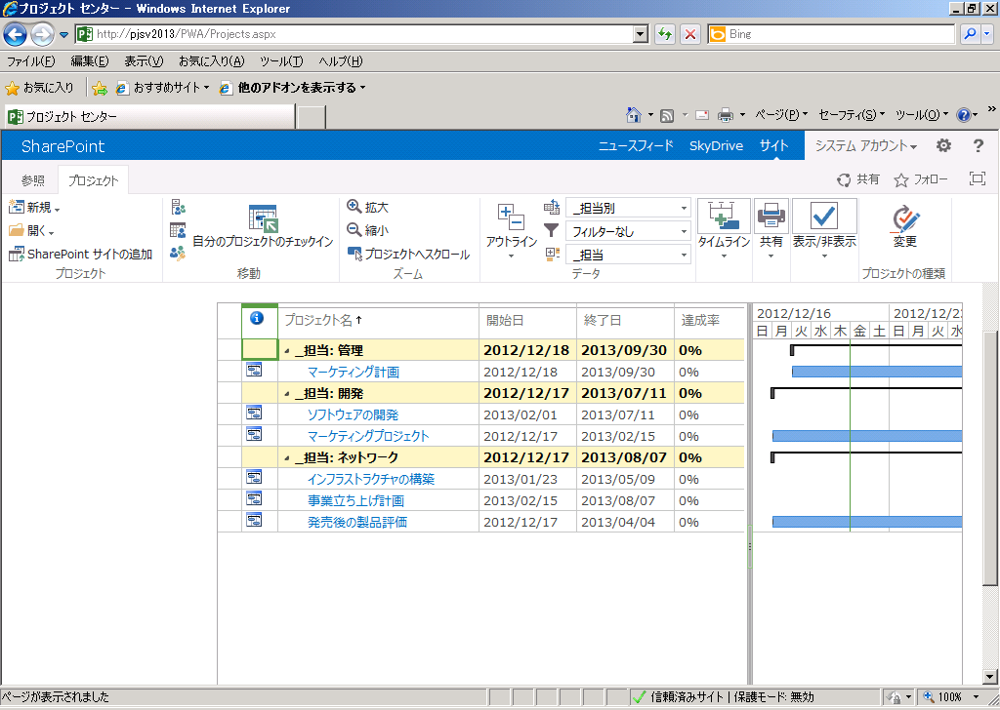 プロジェクト センター - Windows Internet Explorer
http://pjsv2013/PWA/Projects.aspx
Bing
ファイル(F) 編集(E) 表示(V) お気に入り(A) ツール(T) ヘルプ(H)
お気に入り おすすめサイト 他のアドオンを表示する
プロジェクト センター ページ(P) セーフティ(S) ツール(O) »
SharePoint ニュースフィード SkyDrive サイト システム アカウント ?
参照 プロジェクト 共有 フォロー
新規 拡大 _担当別
開く 自分のプロジェクトのチェックイン 縮小 アウトライン フィルターなし タイムライン 共有 表示/非表示 変更
SharePoint サイトの追加 プロジェクトへスクロール _担当
プロジェクト 移動 ズーム データ プロジェクトの種類
プロジェクト名↑ 開始日 終了日 達成率 2012/12/16 2012/12/2
日 月 火 水 木 金 土 日 月 火 水
_担当: 管理 2012/12/18 2013/09/30 0%
マーケティング計画 2012/12/18 2013/09/30 0%
_担当: 開発 2012/12/17 2013/07/11 0%
ソフトウェアの開発 2013/02/01 2013/07/11 0%
マーケティングプロジェクト 2012/12/17 2013/02/15 0%
_担当: ネットワーク 2012/12/17 2013/08/07 0%
インフラストラクチャの構築 2013/01/23 2013/05/09 0%
事業立ち上げ計画 2013/02/15 2013/08/07 0%
発売後の製品評価 2012/12/17 2013/04/04 0%
ページが表示されました 信頼済みサイト | 保護モード: 無効 100%